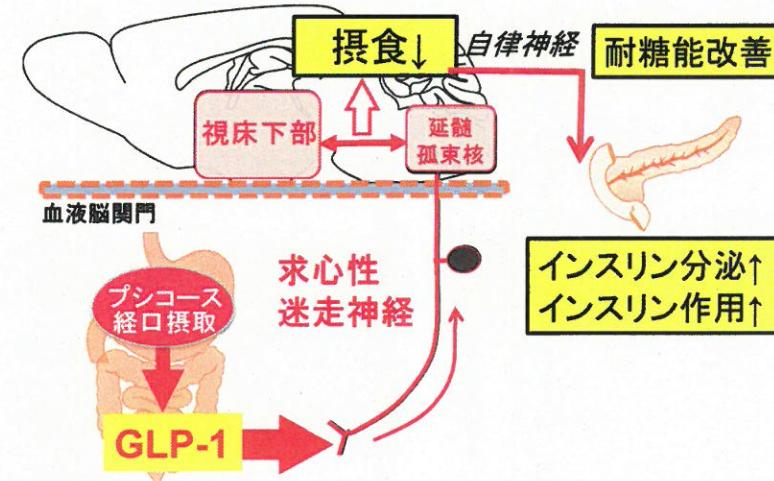 摂食↓
自律神経
耐糖能改善
視床下部
延髄
孤束核
血液脳関門
プシコース
経口摂取
求心性
迷走神経
インスリン分泌↑
インスリン作用↑
GLP-1